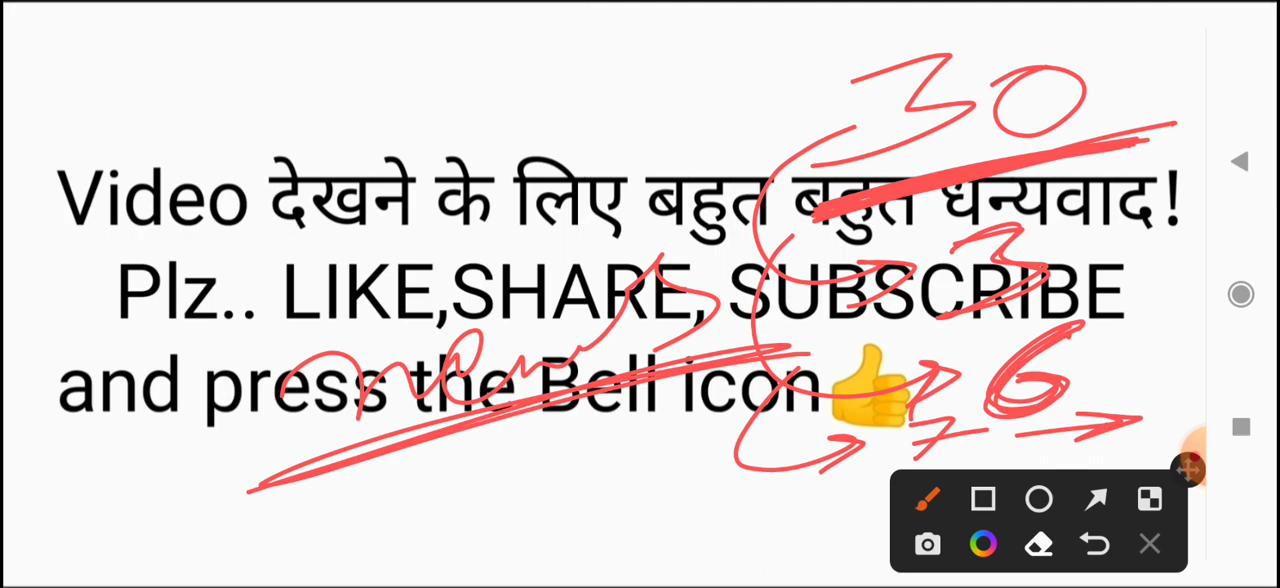 30
Video देखने के लिए बहुत बहुत धन्यवाद!
Plz.. LIKE,SHARE, SUBSCRIBE
3
news
and press the Bell icon👍
6
7